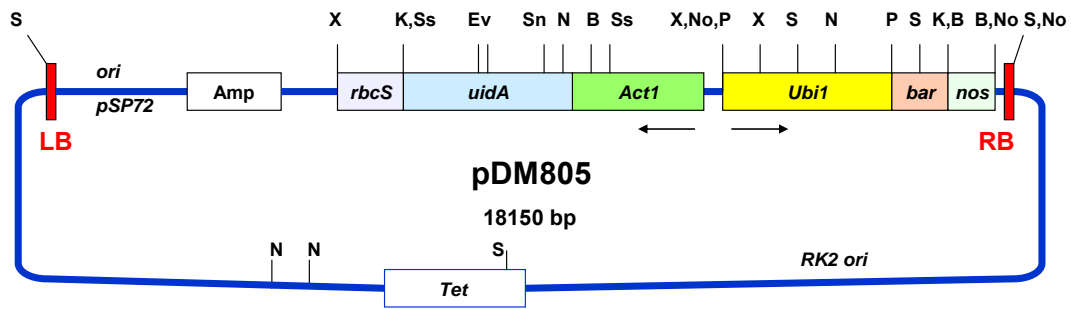 S X K,Ss Ev Sn N B Ss X,No,P X S N P S K,B B,No S,No
ori
pSP72
Amp rbcS uidA Act1 Ubi1 bar nos
LB RB
pDM805
18150 bp
N N S RK2 ori
Tet